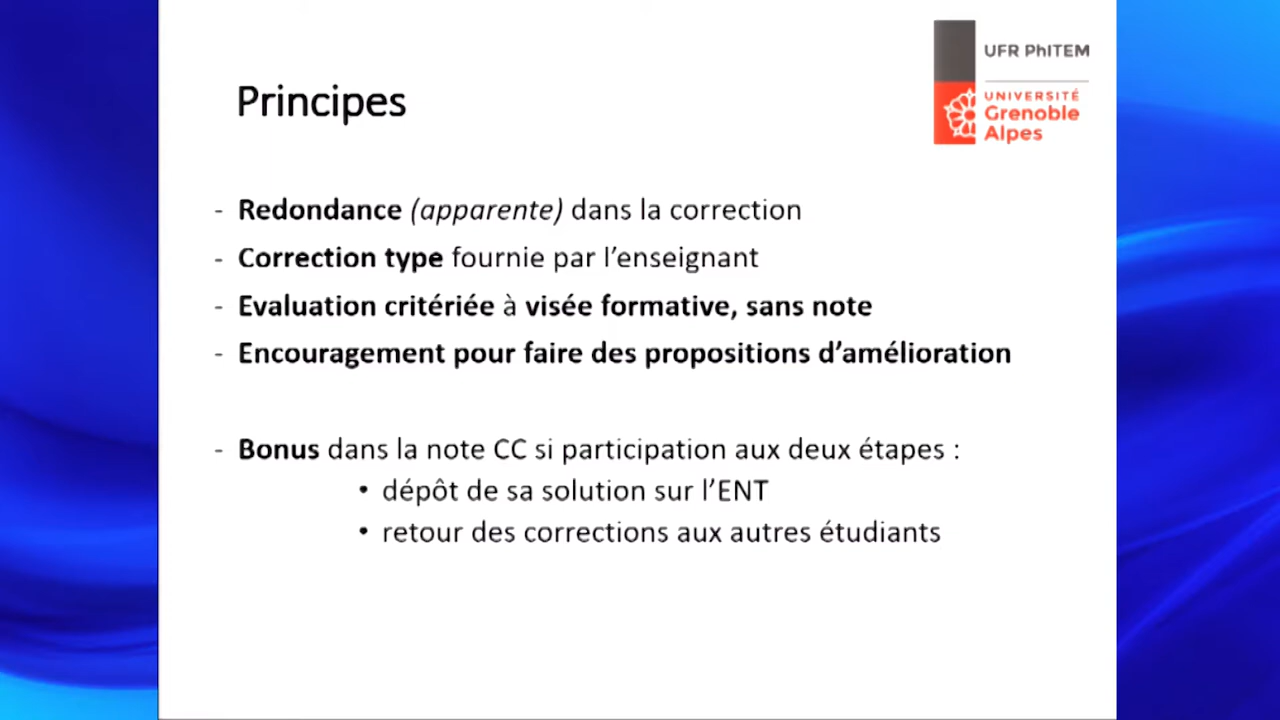 UFR PhITEM
UNIVERSITÉ
Grenoble
Alpes
Principes
- Redondance (apparente) dans la correction
- Correction type fournie par l'enseignant
- Evaluation critériée à visée formative, sans note
- Encouragement pour faire des propositions d'amélioration
- Bonus dans la note CC si participation aux deux étapes :
• dépôt de sa solution sur l'ENT
• retour des corrections aux autres étudiants